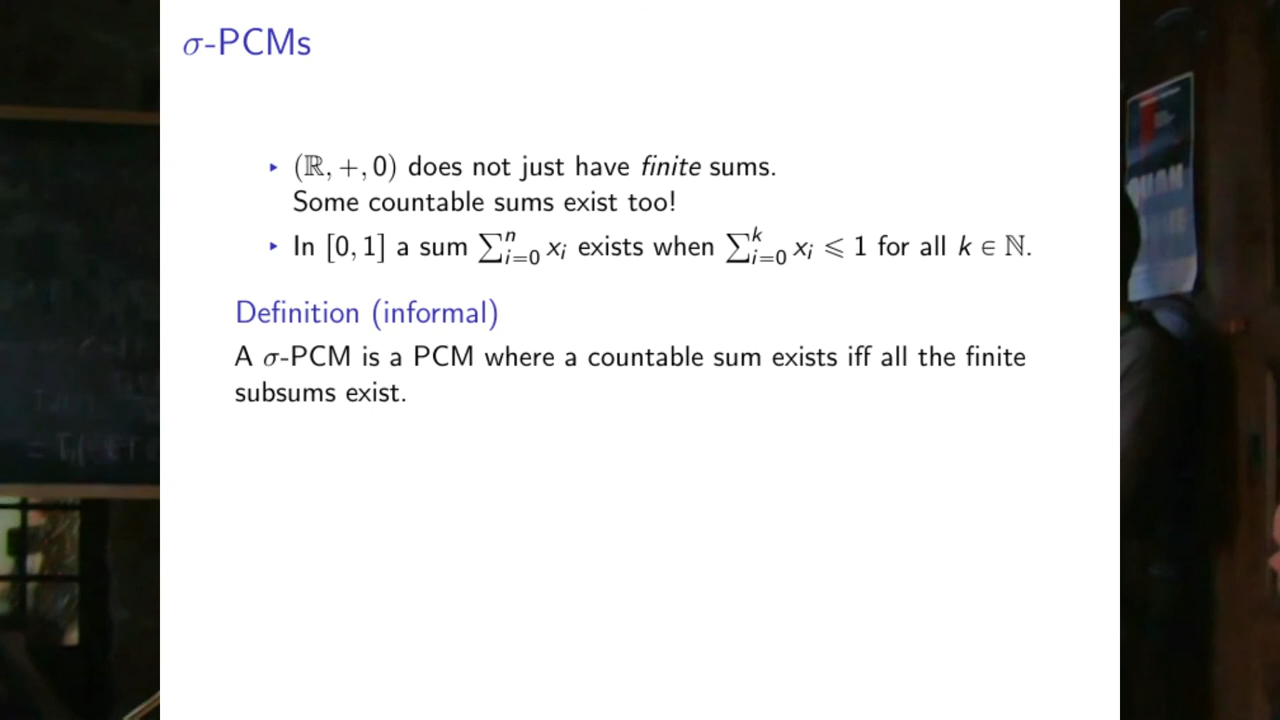 σ-PCMs
‣ (ℝ, +, 0) does not just have finite sums.
Some countable sums exist too!
‣ In [0, 1] a sum ∑ⁿᵢ₌₀ xᵢ exists when ∑ᵏᵢ₌₀ xᵢ ⩽ 1 for all k ∈ ℕ.
Definition (informal)
A σ-PCM is a PCM where a countable sum exists iff all the finite
subsums exist.